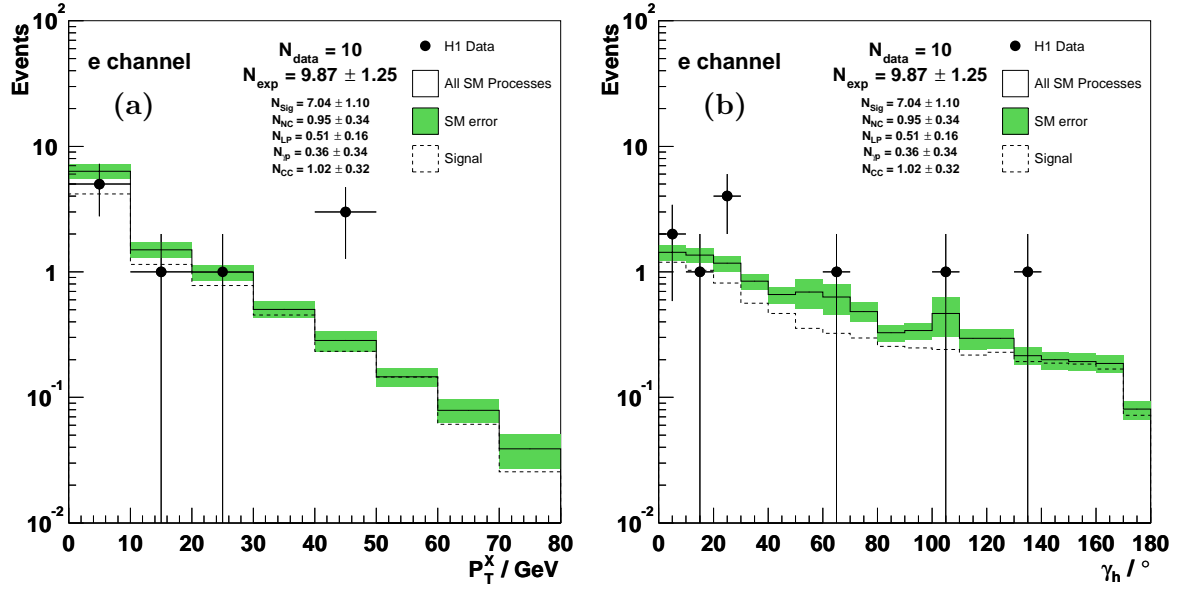 Events
10²
10
1
10⁻¹
10⁻²
e channel
(a)
N_data = 10
N_exp = 9.87 ± 1.25
N_Sig = 7.04 ± 1.10
N_NC = 0.95 ± 0.34
N_LP = 0.51 ± 0.16
N_γp = 0.36 ± 0.34
N_CC = 1.02 ± 0.32
H1 Data
All SM Processes
SM error
Signal
0 10 20 30 40 50 60 70 80
P_T^X / GeV
Events
10²
10
1
10⁻¹
10⁻²
e channel
(b)
N_data = 10
N_exp = 9.87 ± 1.25
N_Sig = 7.04 ± 1.10
N_NC = 0.95 ± 0.34
N_LP = 0.51 ± 0.16
N_γp = 0.36 ± 0.34
N_CC = 1.02 ± 0.32
H1 Data
All SM Processes
SM error
Signal
0 20 40 60 80 100 120 140 160 180
γ_h / °